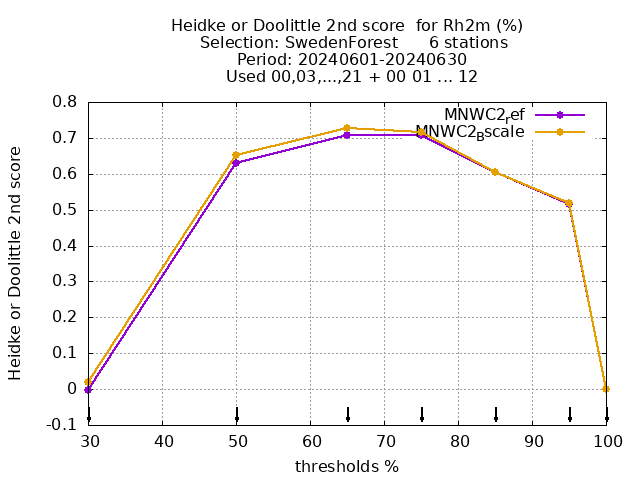 Heidke or Doolittle 2nd score  for Rh2m (%)
Selection: SwedenForest      6 stations
Period: 20240601-20240630
Used 00,03,...,21 + 00 01 ... 12
MNWC2ref
MNWC2Bscale
Heidke or Doolittle 2nd score
0.8
0.7
0.6
0.5
0.4
0.3
0.2
0.1
0
-0.1
30 40 50 60 70 80 90 100
thresholds %